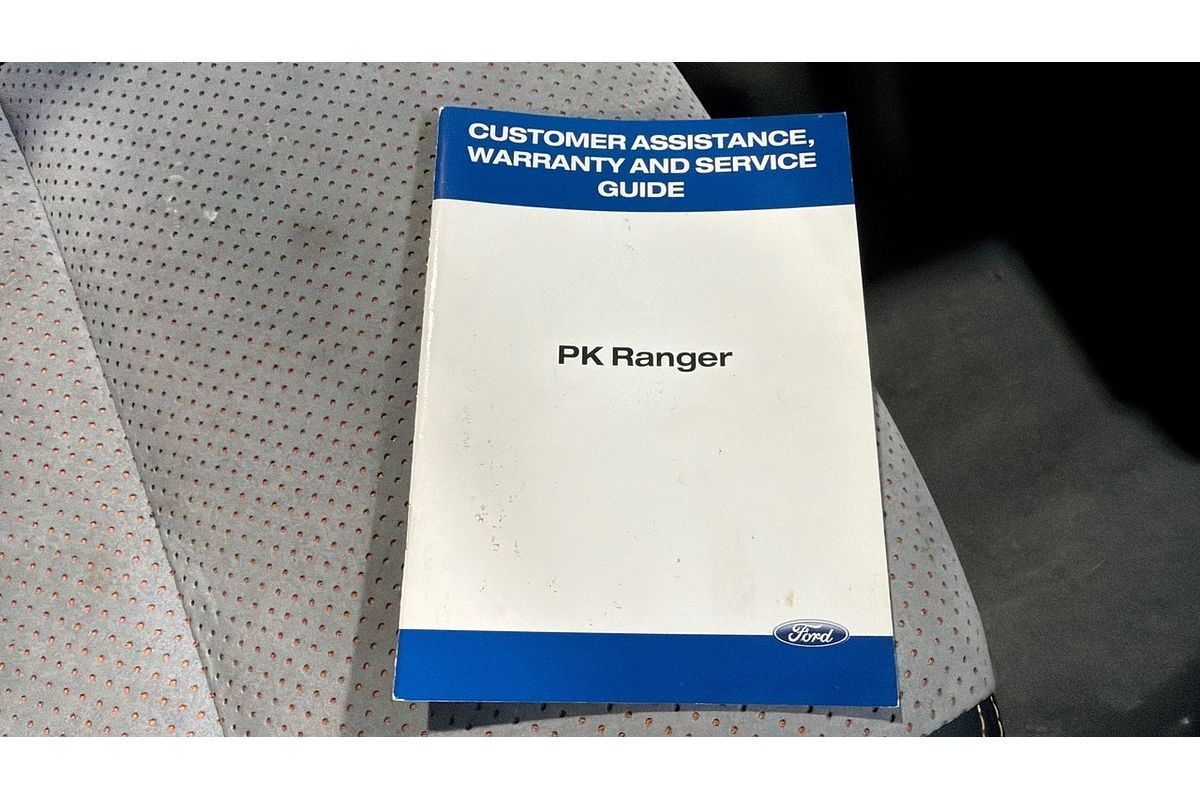 CUSTOMER ASSISTANCE,
WARRANTY AND SERVICE
GUIDE
PK Ranger
Ford